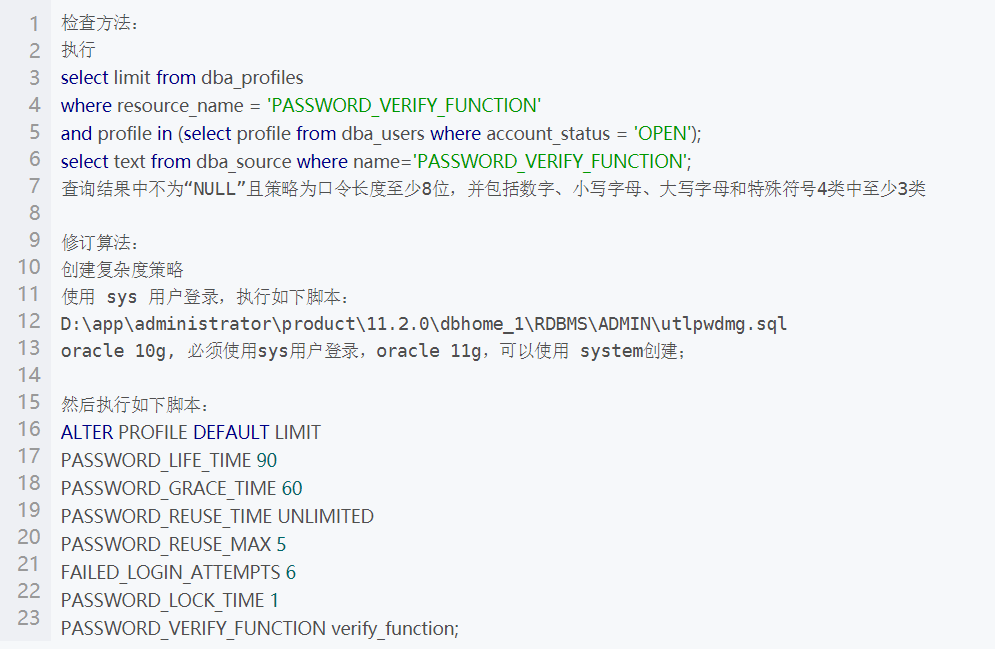 1 检查方法：
2 执行
3 select limit from dba_profiles
4 where resource_name = 'PASSWORD_VERIFY_FUNCTION'
5 and profile in (select profile from dba_users where account_status = 'OPEN');
6 select text from dba_source where name='PASSWORD_VERIFY_FUNCTION';
7 查询结果中不为“NULL”且策略为口令长度至少8位，并包括数字、小写字母、大写字母和特殊符号4类中至少3类
8
9 修订算法：
10 创建复杂度策略
11 使用 sys 用户登录，执行如下脚本：
12 D:\app\administrator\product\11.2.0\dbhome_1\RDBMS\ADMIN\utlpwdmg.sql
13 oracle 10g, 必须使用sys用户登录，oracle 11g，可以使用 system创建；
14
15 然后执行如下脚本：
16 ALTER PROFILE DEFAULT LIMIT
17 PASSWORD_LIFE_TIME 90
18 PASSWORD_GRACE_TIME 60
19 PASSWORD_REUSE_TIME UNLIMITED
20 PASSWORD_REUSE_MAX 5
21 FAILED_LOGIN_ATTEMPTS 6
22 PASSWORD_LOCK_TIME 1
23 PASSWORD_VERIFY_FUNCTION verify_function;